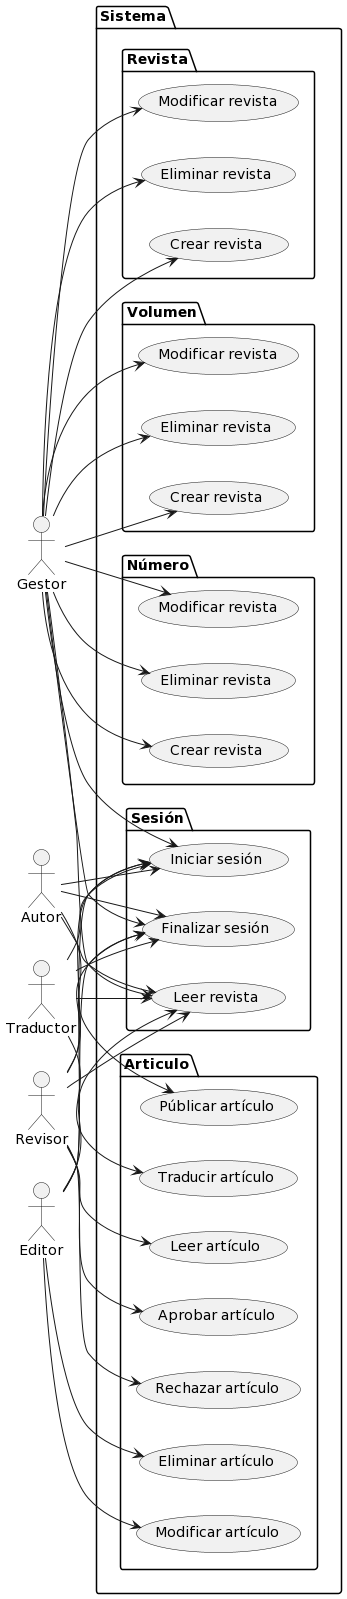 Sistema
Revista
Modificar revista
Eliminar revista
Crear revista
Volumen
Modificar revista
Eliminar revista
Crear revista
Gestor
Número
Modificar revista
Eliminar revista
Crear revista
Sesión
Iniciar sesión
Autor
Finalizar sesión
Leer revista
Traductor
Articulo
Públicar artículo
Revisor
Traducir artículo
Editor
Leer artículo
Aprobar artículo
Rechazar artículo
Eliminar artículo
Modificar artículo